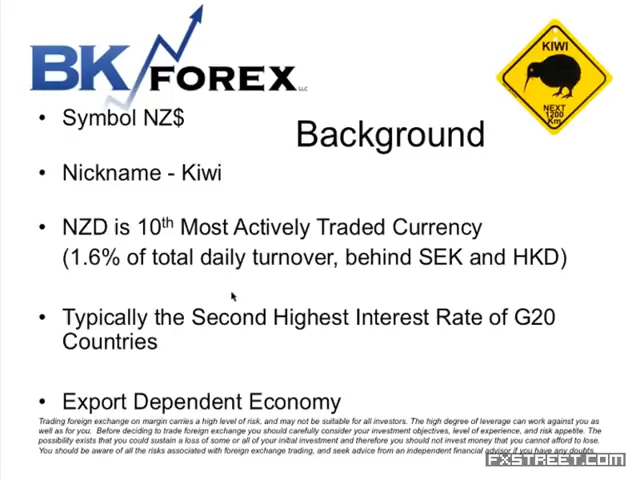 BK FOREX LLC
KIWI
NEXT
1200
Km
Background
• Symbol NZ$
• Nickname - Kiwi
• NZD is 10th Most Actively Traded Currency
(1.6% of total daily turnover, behind SEK and HKD)
• Typically the Second Highest Interest Rate of G20
Countries
• Export Dependent Economy
Trading foreign exchange on margin carries a high level of risk, and may not be suitable for all investors. The high degree of leverage can work against you as
well as for you. Before deciding to trade foreign exchange you should carefully consider your investment objectives, level of experience, and risk appetite. The
possibility exists that you could sustain a loss of some or all of your initial investment and therefore you should not invest money that you cannot afford to lose.
You should be aware of all the risks associated with foreign exchange trading, and seek advice from an independent financial advisor if you have any doubts.
FXSTREET.COM